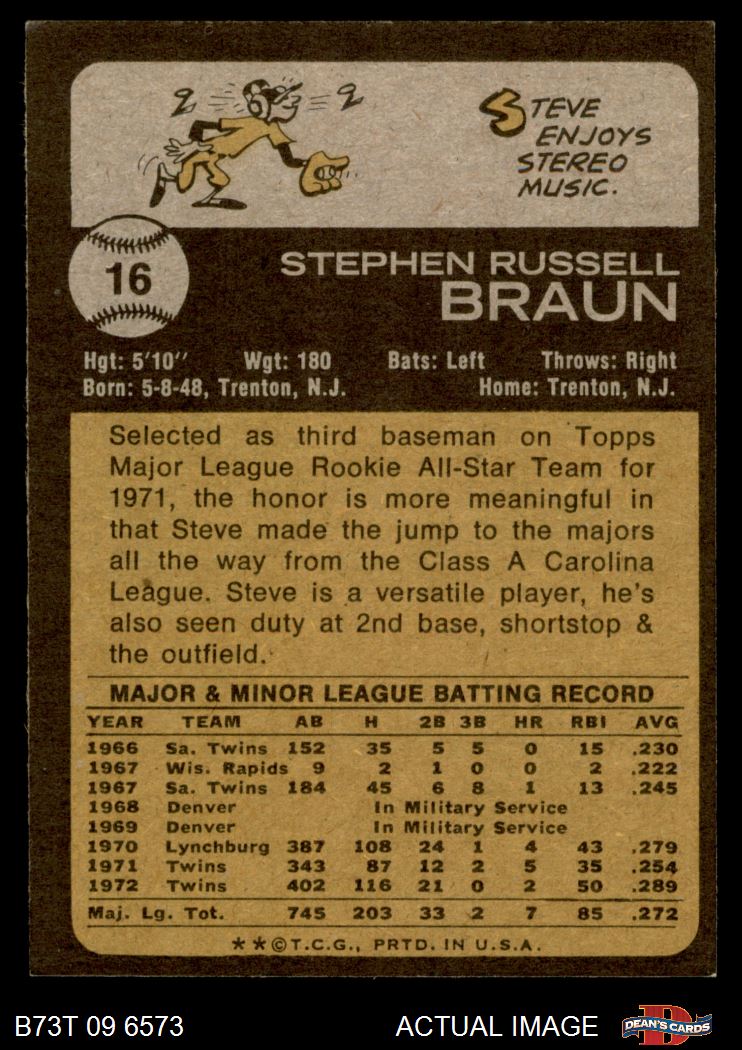 STEVE
ENJOYS
STEREO
MUSIC.
16
STEPHEN RUSSELL
BRAUN
Hgt: 5'10" Wgt: 180 Bats: Left Throws: Right
Born: 5-8-48, Trenton, N.J. Home: Trenton, N.J.
Selected as third baseman on Topps
Major League Rookie All-Star Team for
1971, the honor is more meaningful in
that Steve made the jump to the majors
all the way from the Class A Carolina
League. Steve is a versatile player, he's
also seen duty at 2nd base, shortstop &
the outfield.
MAJOR & MINOR LEAGUE BATTING RECORD
YEAR TEAM AB H 2B 3B HR RBI AVG
1966 Sa. Twins 152 35 5 5 0 15 .230
1967 Wis. Rapids 9 2 1 0 0 2 .222
1967 Sa. Twins 184 45 6 8 1 13 .245
1968 Denver In Military Service
1969 Denver In Military Service
1970 Lynchburg 387 108 24 1 4 43 .279
1971 Twins 343 87 12 2 5 35 .254
1972 Twins 402 116 21 0 2 50 .289
Maj. Lg. Tot. 745 203 33 2 7 85 .272
**©T.C.G., PRTD. IN U.S.A.
B73T 09 6573 ACTUAL IMAGE D DEAN'S CARDS